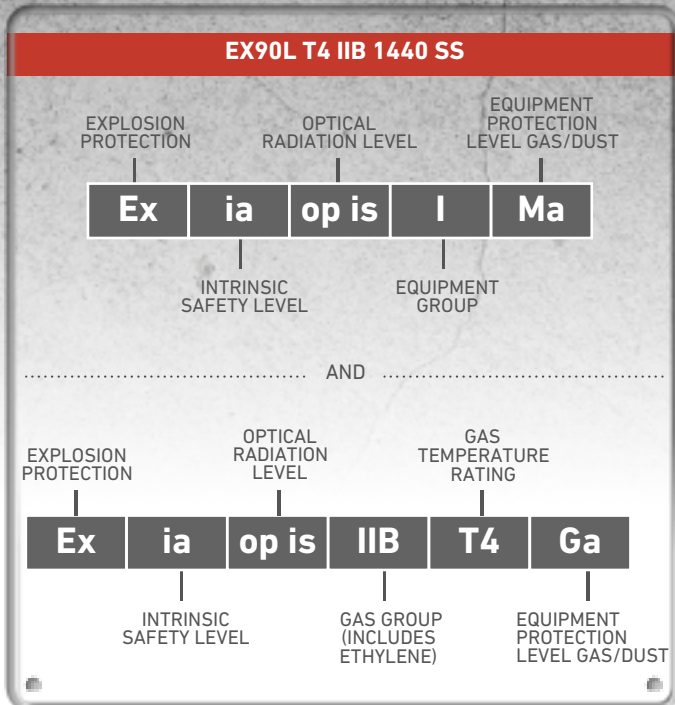 EX90L T4 IIB 1440 SS
EXPLOSION
PROTECTION
OPTICAL
RADIATION LEVEL
EQUIPMENT
PROTECTION
LEVEL GAS/DUST
Ex ia op is I Ma
INTRINSIC
SAFETY LEVEL
EQUIPMENT
GROUP
AND
EXPLOSION
PROTECTION
OPTICAL
RADIATION
LEVEL
GAS
TEMPERATURE
RATING
Ex ia op is IIB T4 Ga
INTRINSIC
SAFETY LEVEL
GAS GROUP
(INCLUDES
ETHYLENE)
EQUIPMENT
PROTECTION
LEVEL GAS/DUST